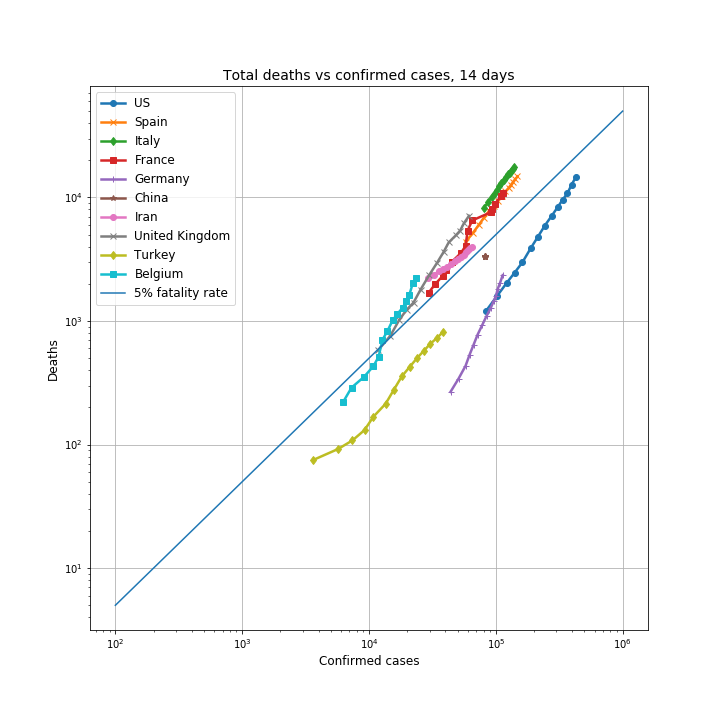 Total deaths vs confirmed cases, 14 days
US
Spain
Italy
France
Germany
China
Iran
United Kingdom
Turkey
Belgium
5% fatality rate
10⁴
10³
10²
10¹
Deaths
10² 10³ 10⁴ 10⁵ 10⁶
Confirmed cases